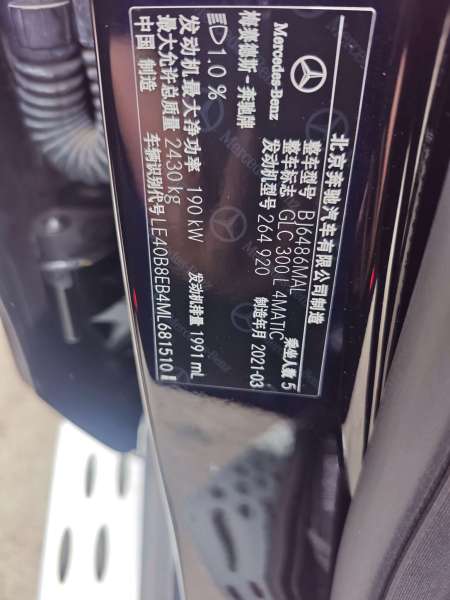 Mercedes-Benz
梅赛德斯-奔驰牌
1.0 %
北京奔驰汽车有限公司制造
整车型号 BJ6486MAL
整车标志 GLC 300 L 4MATIC
乘坐人数 5
发动机型号 264 920
制造年月 2021-03
发动机最大净功率 190 kW
发动机排量 1991 mL
最大允许总质量 2430 kg
中国 制造
车辆识别代号 LE40B8EB4ML681510